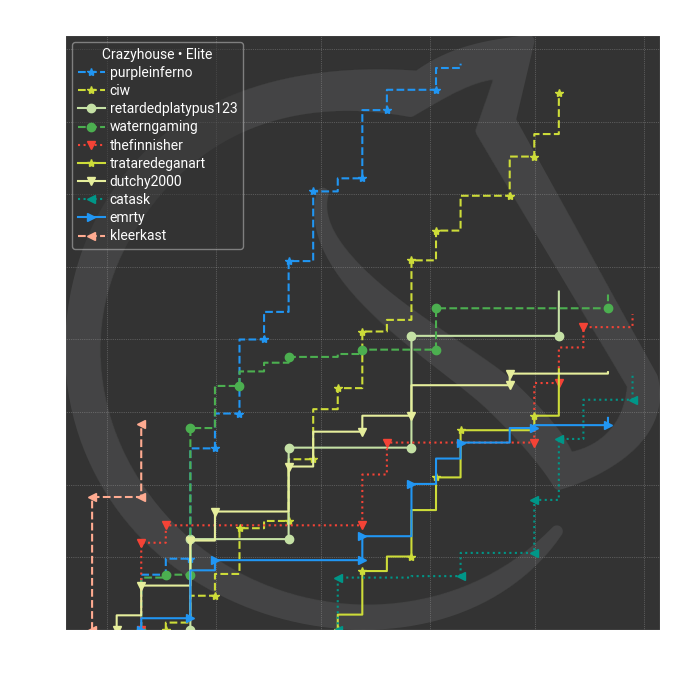 Crazyhouse • Elite
purpleinferno
ciw
retardedplatypus123
waterngaming
thefinnisher
trataredeganart
dutchy2000
catask
emrty
kleerkast